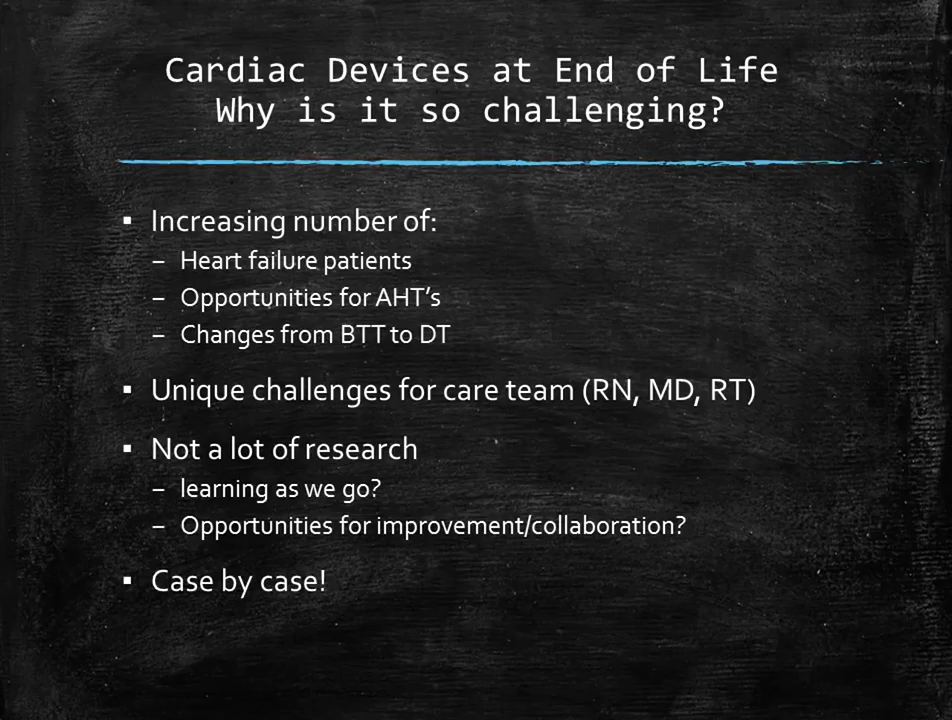 Cardiac Devices at End of Life
Why is it so challenging?
▪ Increasing number of:
– Heart failure patients
– Opportunities for AHT’s
– Changes from BTT to DT
▪ Unique challenges for care team (RN, MD, RT)
▪ Not a lot of research
– learning as we go?
– Opportunities for improvement/collaboration?
▪ Case by case!